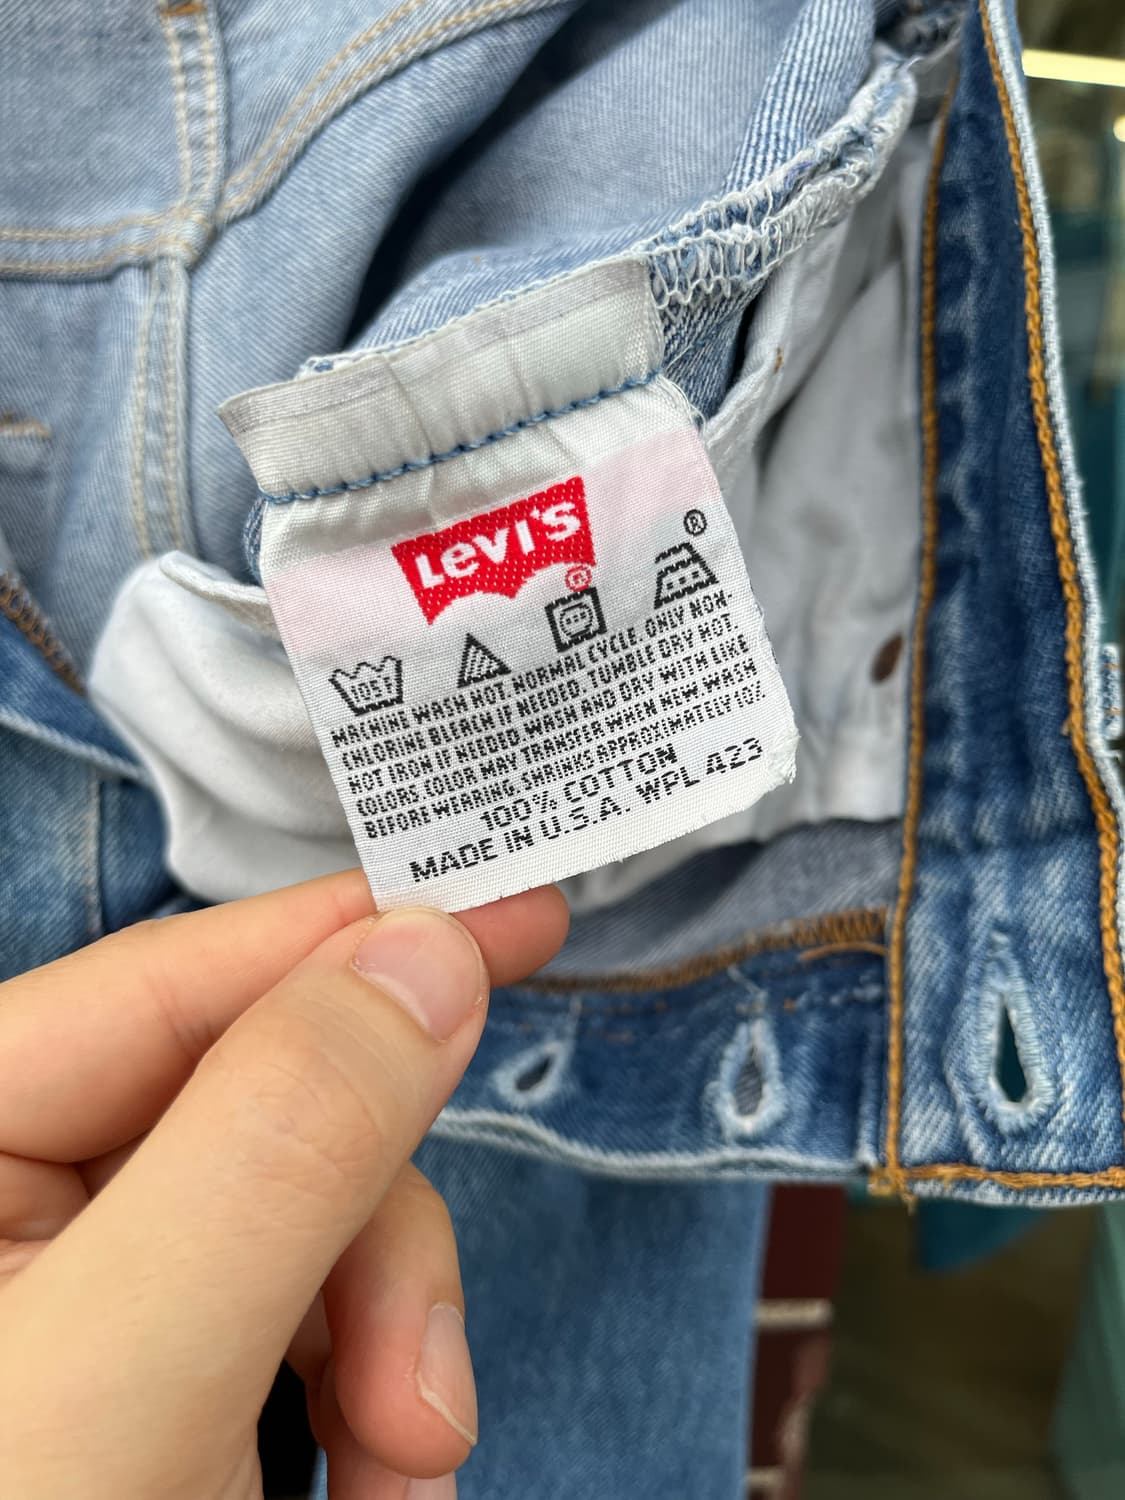 Levi's
®
®
105F
MACHINE WASH HOT, NORMAL CYCLE, ONLY NON-
CHLORINE BLEACH IF NEEDED. TUMBLE DRY HOT.
HOT IRON IF NEEDED. WASH AND DRY WITH LIKE
COLORS. COLOR MAY TRANSFER WHEN NEW. WASH
BEFORE WEARING. SHRINKS APPROXIMATELY 10%.
100% COTTON
MADE IN U.S.A. WPL A23